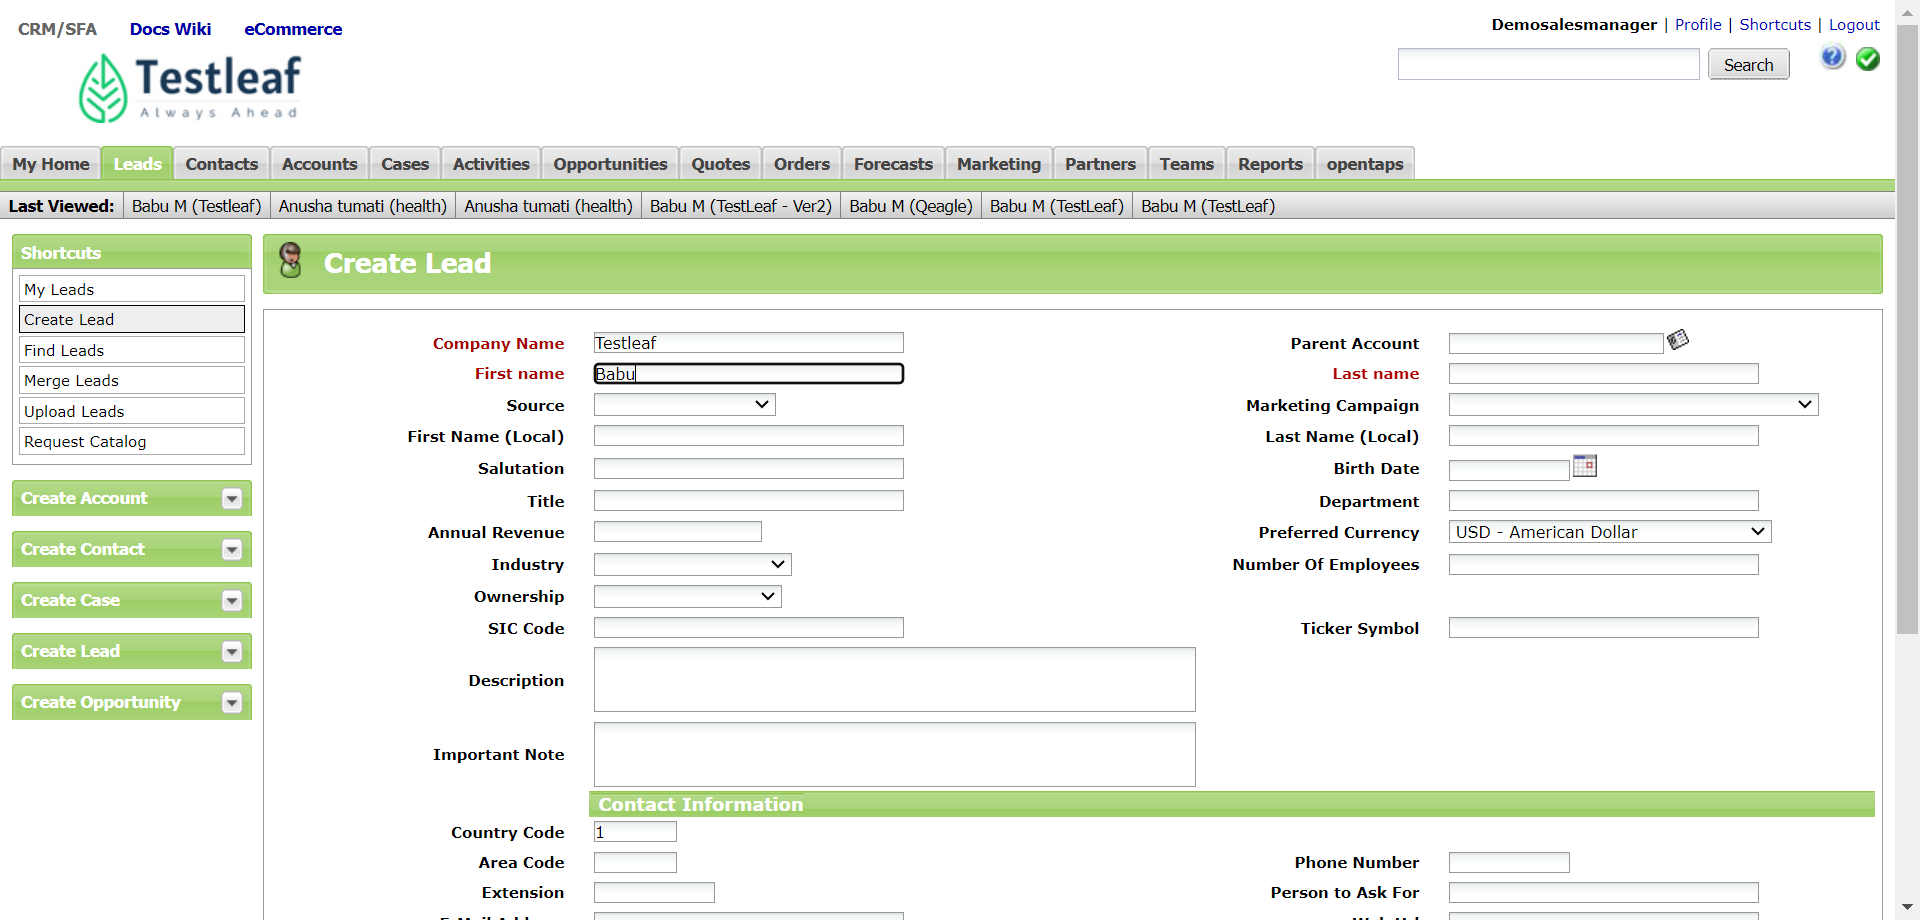 CRM/SFA Docs Wiki eCommerce
Demosalesmanager | Profile | Shortcuts | Logout
Search
Testleaf
Always Ahead
My Home Leads Contacts Accounts Cases Activities Opportunities Quotes Orders Forecasts Marketing Partners Teams Reports opentaps
Last Viewed: Babu M (Testleaf) Anusha tumati (health) Anusha tumati (health) Babu M (TestLeaf - Ver2) Babu M (Qeagle) Babu M (TestLeaf) Babu M (TestLeaf)
Shortcuts
My Leads
Create Lead
Find Leads
Merge Leads
Upload Leads
Request Catalog
Create Account
Create Contact
Create Case
Create Lead
Create Opportunity
Create Lead
Company Name Testleaf Parent Account
First name Babu Last name
Source Marketing Campaign
First Name (Local) Last Name (Local)
Salutation Birth Date
Title Department
Annual Revenue Preferred Currency USD - American Dollar
Industry Number Of Employees
Ownership
SIC Code Ticker Symbol
Description
Important Note
Contact Information
Country Code 1
Area Code Phone Number
Extension Person to Ask For